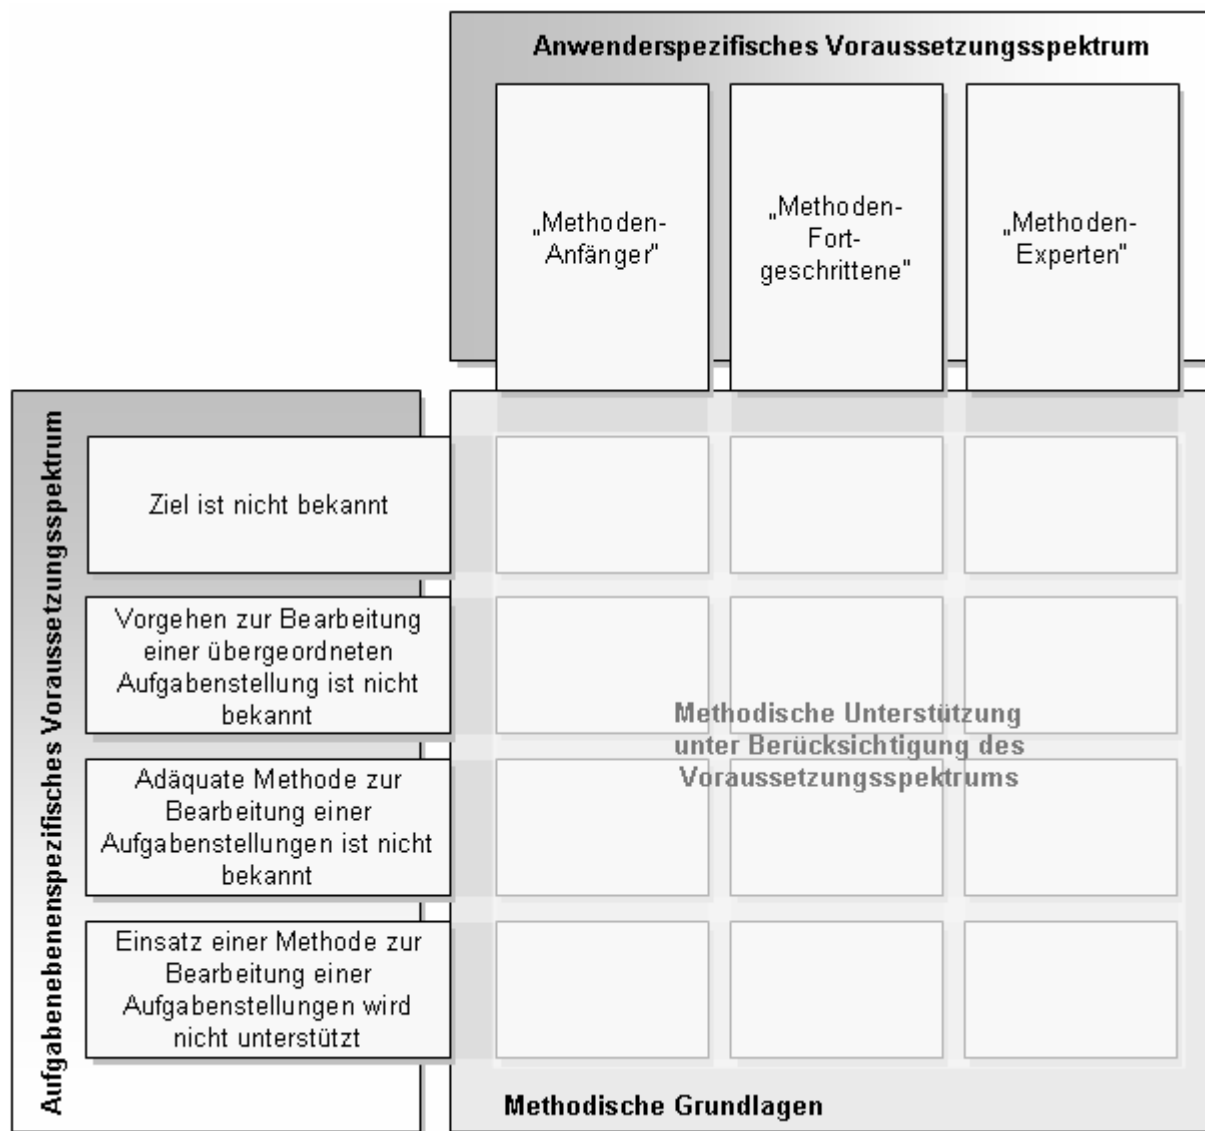 Anwenderspezifisches Voraussetzungsspektrum
„Methoden-
Anfänger"
„Methoden-
Fort-
geschrittene"
„Methoden-
Experten"
Aufgabenebenenspezifisches Voraussetzungsspektrum
Ziel ist nicht bekannt
Vorgehen zur Bearbeitung
einer übergeordneten
Aufgabenstellung ist nicht
bekannt
Adäquate Methode zur
Bearbeitung einer
Aufgabenstellungen ist nicht
bekannt
Einsatz einer Methode zur
Bearbeitung einer
Aufgabenstellungen wird
nicht unterstützt
Methodische Unterstützung
unter Berücksichtigung des
Voraussetzungsspektrums
Methodische Grundlagen